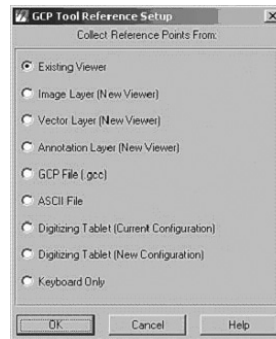 GCP Tool Reference Setup
Collect Reference Points From:
Existing Viewer
Image Layer (New Viewer)
Vector Layer (New Viewer)
Annotation Layer (New Viewer)
GCP File (.gcc)
ASCII File
Digitizing Tablet (Current Configuration)
Digitizing Tablet (New Configuration)
Keyboard Only
OK Cancel Help